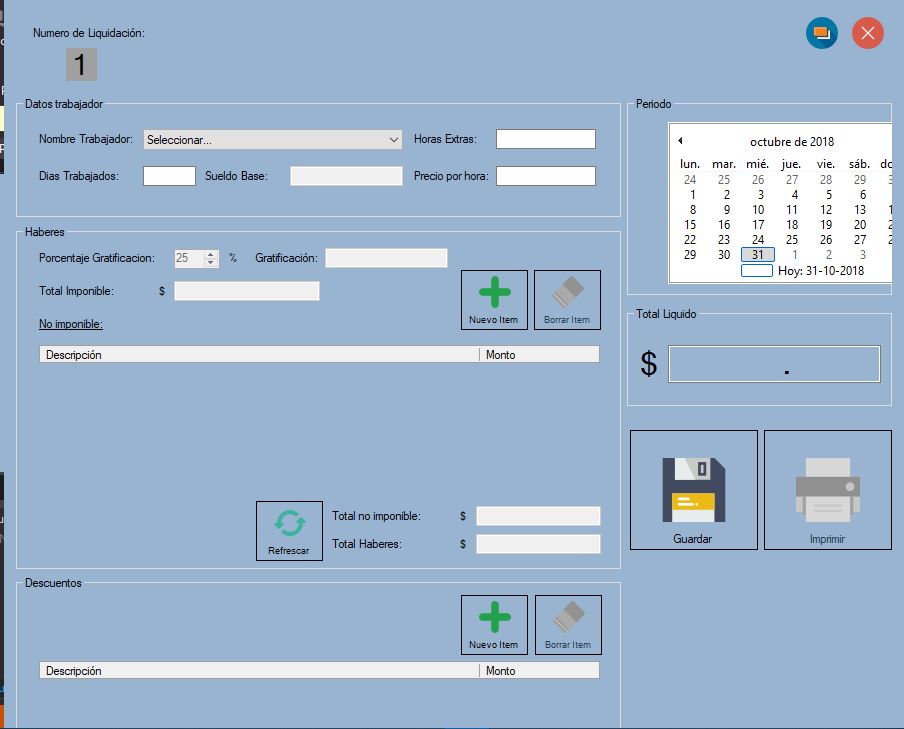 Numero de Liquidación:
1
Datos trabajador
Nombre Trabajador: Seleccionar... Horas Extras:
Dias Trabajados: Sueldo Base: Precio por hora:
Haberes
Porcentaje Gratificacion: 25 % Gratificación:
Total Imponible: $
No imponible:
Nuevo Item Borrar Item
Descripción Monto
Refrescar
Total no imponible: $
Total Haberes: $
Descuentos
Nuevo Item Borrar Item
Descripción Monto
Periodo
octubre de 2018
lun. mar. mié. jue. vie. sáb.
24 25 26 27 28 29
1 2 3 4 5 6
8 9 10 11 12 13
15 16 17 18 19 20
22 23 24 25 26 27
29 30 31 1 2 3
Hoy: 31-10-2018
Total Liquido
$ .
Guardar Imprimir